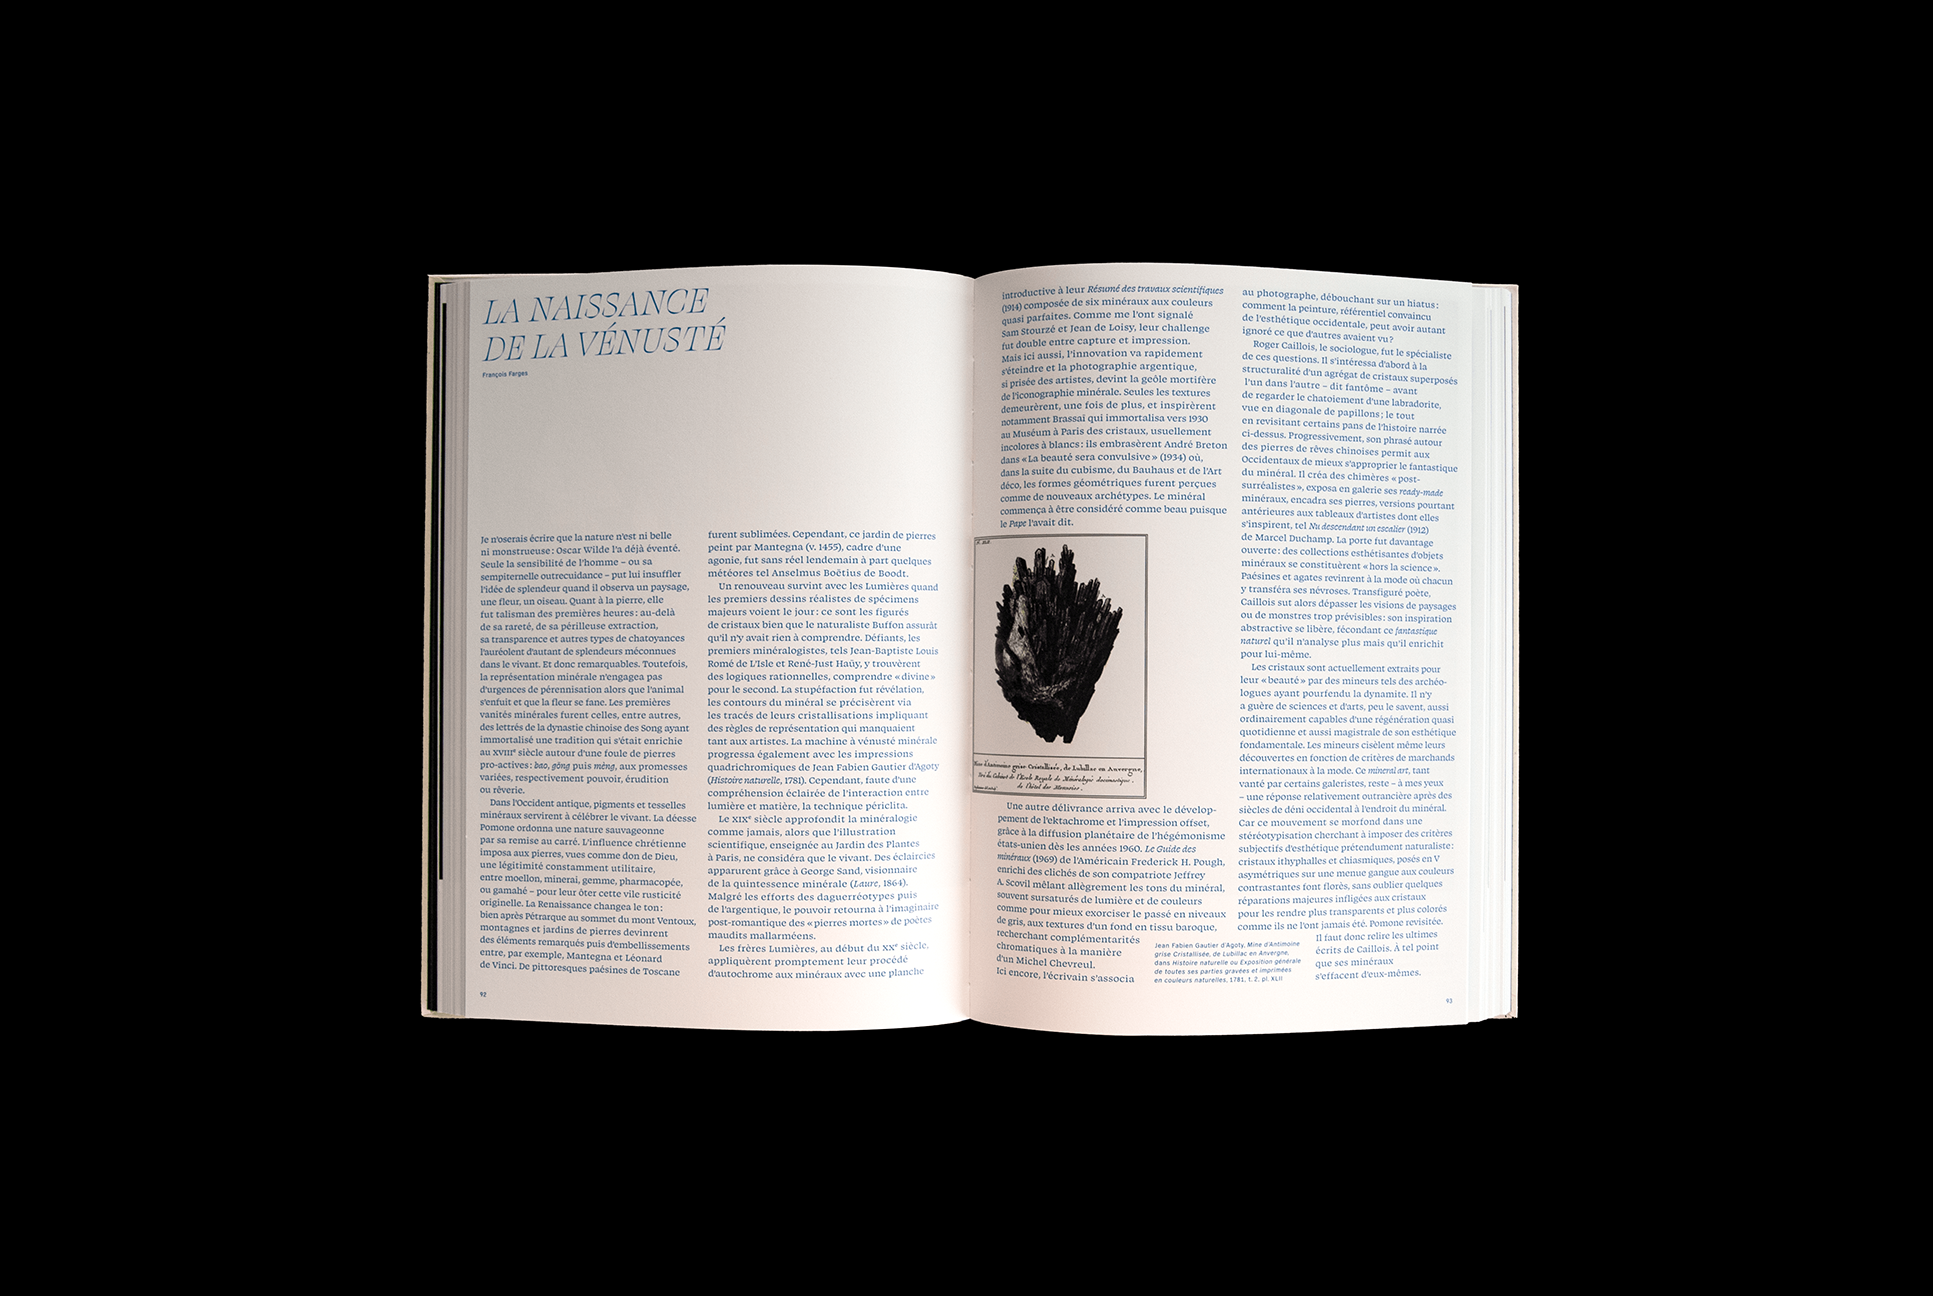 LA NAISSANCE
DE LA VÉNUSTÉ
François Farges
Je n'oserais écrire que la nature n'est ni belle
ni monstrueuse : Oscar Wilde l'a déjà éventé.
Seule la sensibilité de l'homme – ou sa
sempiternelle outrecuidance – put lui insuffler
l'idée de splendeur quand il observa un paysage,
une fleur, un oiseau. Quant à la pierre, elle
fut talisman des premières heures : au-delà
de sa rareté, de sa périlleuse extraction,
sa transparence et autres types de chatoyances
l'auréolent d'autant de splendeurs méconnues
dans le vivant. Et donc remarquables. Toutefois,
la représentation minérale n'engagea pas
d'urgences de pérennisation alors que l'animal
s'enfuit et que la fleur se fane. Les premières
vanités minérales furent celles, entre autres,
des lettrés de la dynastie chinoise des Song ayant
immortalisé une tradition qui s'était enrichie
au XVIIIe siècle autour d'une foule de pierres
pro-actives : bao, gōng puis mèng, aux promesses
variées, respectivement pouvoir, érudition
ou rêverie.
Dans l'Occident antique, pigments et tesselles
minéraux servirent à célébrer le vivant. La déesse
Pomone ordonna une nature sauvageonne
par sa remise au carré. L'influence chrétienne
imposa aux pierres, vues comme don de Dieu,
une légitimité constamment utilitaire,
entre moellon, minerai, gemme, pharmacopée,
ou gamahé – pour leur ôter cette vile rusticité
originelle. La Renaissance changea le ton :
bien après Pétrarque au sommet du mont Ventoux,
montagnes et jardins de pierres devinrent
des éléments remarqués puis d'embellissements
entre, par exemple, Mantegna et Léonard
de Vinci. De pittoresques paésines de Toscane
92
furent sublimées. Cependant, ce jardin de pierres
peint par Mantegna (v. 1455), cadre d'une
agonie, fut sans réel lendemain à part quelques
météores tel Anselmus Boëtius de Boodt.
Un renouveau survint avec les Lumières quand
les premiers dessins réalistes de spécimens
majeurs voient le jour : ce sont les figurés
de cristaux bien que le naturaliste Buffon assurât
qu'il n'y avait rien à comprendre. Défiants, les
premiers minéralogistes, tels Jean-Baptiste Louis
Romé de L'Isle et René-Just Haüy, y trouvèrent
des logiques rationnelles, comprendre « divine »
pour le second. La stupéfaction fut révélation,
les contours du minéral se précisèrent via
les tracés de leurs cristallisations impliquant
des règles de représentation qui manquaient
tant aux artistes. La machine à vénusté minérale
progressa également avec les impressions
quadrichromiques de Jean Fabien Gautier d'Agoty
(Histoire naturelle, 1781). Cependant, faute d'une
compréhension éclairée de l'interaction entre
lumière et matière, la technique périclita.
Le XIXe siècle approfondit la minéralogie
comme jamais, alors que l'illustration
scientifique, enseignée au Jardin des Plantes
à Paris, ne considéra que le vivant. Des éclaircies
apparurent grâce à George Sand, visionnaire
de la quintessence minérale (Laure, 1864).
Malgré les efforts des daguerréotypes puis
de l'argentique, le pouvoir retourna à l'imaginaire
post-romantique des « pierres mortes » de poètes
maudits mallarméens.
Les frères Lumières, au début du XXe siècle,
appliquèrent promptement leur procédé
d'autochrome aux minéraux avec une planche
introductive à leur Résumé des travaux scientifiques
(1914) composée de six minéraux aux couleurs
quasi parfaites. Comme me l'ont signalé
Sam Stourzé et Jean de Loisy, leur challenge
fut double entre capture et impression.
Mais ici aussi, l'innovation va rapidement
s'éteindre et la photographie argentique,
si prisée des artistes, devint la geôle mortifère
de l'iconographie minérale. Seules les textures
demeurèrent, une fois de plus, et inspirèrent
notamment Brassaï qui immortalisa vers 1930
au Muséum à Paris des cristaux, usuellement
incolores à blancs : ils embrasèrent André Breton
dans « La beauté sera convulsive » (1934) où,
dans la suite du cubisme, du Bauhaus et de l'Art
déco, les formes géométriques furent perçues
comme de nouveaux archétypes. Le minéral
commença à être considéré comme beau puisque
le Pape l'avait dit.
Mine d'Antimoine grise Cristallisée, de Lubillac en Auvergne,
Tiré du Cabinet de l'Ecole Royale de Minéralogie docimastique.
de l'hôtel des Monnoies.
Une autre délivrance arriva avec le dévelop-
pement de l'ektachrome et l'impression offset,
grâce à la diffusion planétaire de l'hégémonisme
états-unien dès les années 1960. Le Guide des
minéraux (1969) de l'Américain Frederick H. Pough,
enrichi des clichés de son compatriote Jeffrey
A. Scovil mêlant allègrement les tons du minéral,
souvent sursaturés de lumière et de couleurs
comme pour mieux exorciser le passé en niveaux
de gris, aux textures d'un fond en tissu baroque,
recherchant complémentarités
chromatiques à la manière
d'un Michel Chevreul.
Ici encore, l'écrivain s'associa
Jean Fabien Gautier d'Agoty, Mine d'Antimoine
grise Cristallisée, de Lubillac en Anvergne,
dans Histoire naturelle ou Exposition générale
de toutes ses parties gravées et imprimées
en couleurs naturelles, 1781, t. 2, pl. XLII
au photographe, débouchant sur un hiatus :
comment la peinture, référentiel convaincu
de l'esthétique occidentale, peut avoir autant
ignoré ce que d'autres avaient vu ?
Roger Caillois, le sociologue, fut le spécialiste
de ces questions. Il s'intéressa d'abord à la
structuralité d'un agrégat de cristaux superposés
l'un dans l'autre – dit fantôme – avant
de regarder le chatoiement d'une labradorite,
vue en diagonale de papillons ; le tout
en revisitant certains pans de l'histoire narrée
ci-dessus. Progressivement, son phrasé autour
des pierres de rêves chinoises permit aux
Occidentaux de mieux s'approprier le fantastique
du minéral. Il créa des chimères « post-
surréalistes », exposa en galerie ses ready-made
minéraux, encadra ses pierres, versions pourtant
antérieures aux tableaux d'artistes dont elles
s'inspirent, tel Nu descendant un escalier (1912)
de Marcel Duchamp. La porte fut davantage
ouverte : des collections esthétisantes d'objets
minéraux se constituèrent « hors la science ».
Paésines et agates revinrent à la mode où chacun
y transféra ses névroses. Transfiguré poète,
Caillois sut alors dépasser les visions de paysages
ou de monstres trop prévisibles : son inspiration
abstractive se libère, fécondant ce fantastique
naturel qu'il n'analyse plus mais qu'il enrichit
pour lui-même.
Les cristaux sont actuellement extraits pour
leur « beauté » par des mineurs tels des archéo-
logues ayant pourfendu la dynamite. Il n'y
a guère de sciences et d'arts, peu le savent, aussi
ordinairement capables d'une régénération quasi
quotidienne et aussi magistrale de son esthétique
fondamentale. Les mineurs cisèlent même leurs
découvertes en fonction de critères de marchands
internationaux à la mode. Ce mineral art, tant
vanté par certains galeristes, reste – à mes yeux
– une réponse relativement outrancière après des
siècles de déni occidental à l'endroit du minéral.
Car ce mouvement se morfond dans une
stéréotypisation cherchant à imposer des critères
subjectifs d'esthétique prétendument naturaliste :
cristaux ithyphalles et chiasmiques, posés en V
asymétriques sur une menue gangue aux couleurs
contrastantes font florès, sans oublier quelques
réparations majeures infligées aux cristaux
pour les rendre plus transparents et plus colorés
comme ils ne l'ont jamais été. Pomone revisitée.
Il faut donc relire les ultimes
écrits de Caillois. À tel point
que ses minéraux
s'effacent d'eux-mêmes.
93